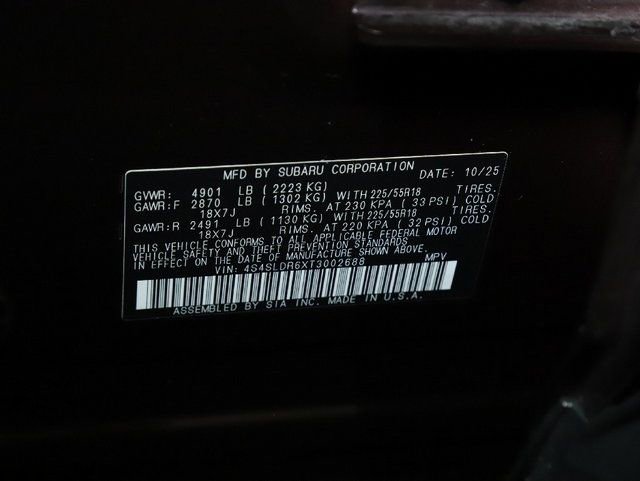 MFD BY SUBARU CORPORATION DATE: 10/25
GVWR: 4901 LB ( 2223 KG)
GAWR:F 2870 LB ( 1302 KG) WITH 225/55R18 TIRES.
18X7J RIMS. AT 230 KPA ( 33 PSI) COLD
GAWR:R 2491 LB ( 1130 KG) WITH 225/55R18 TIRES.
18X7J RIMS. AT 220 KPA ( 32 PSI) COLD
THIS VEHICLE CONFORMS TO ALL APPLICABLE FEDERAL MOTOR
VEHICLE SAFETY AND THEFT PREVENTION STANDARDS
IN EFFECT ON THE DATE OF MANUFACTURE SHOWN ABOVE.
VIN: 4S4SLDR6XT3002688 MPV
ASSEMBLED BY SIA INC. MADE IN U.S.A.